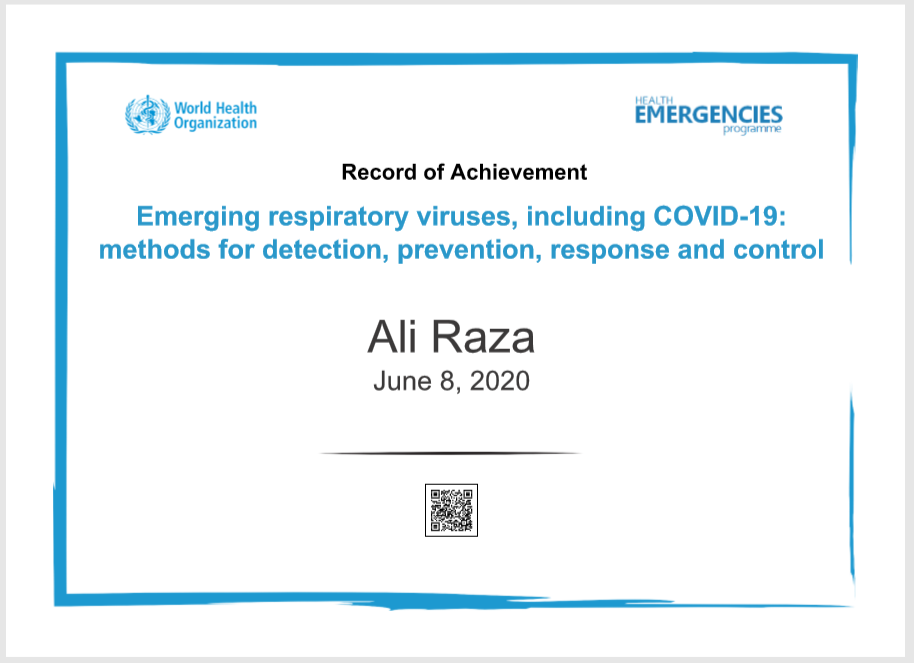 World Health
Organization
HEALTH
EMERGENCIES
programme
Record of Achievement
Emerging respiratory viruses, including COVID-19:
methods for detection, prevention, response and control
Ali Raza
June 8, 2020